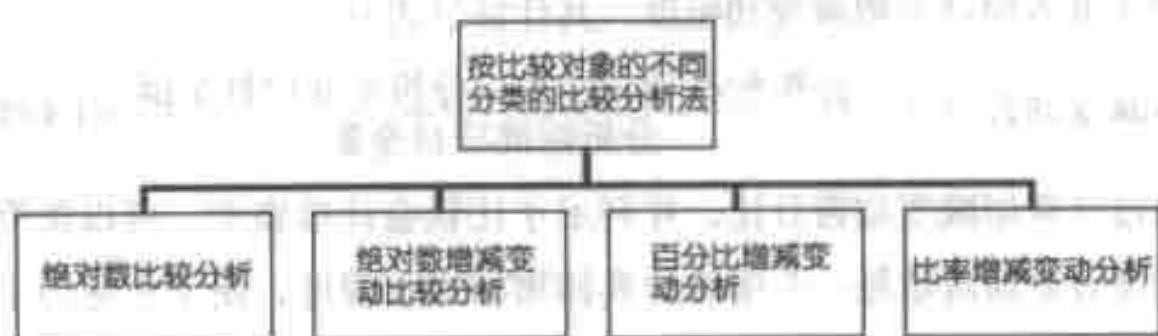 按比较对象的不同
分类的比较分析法
绝对数比较分析
绝对数增减变
动比较分析
百分比增减变
动分析
比率增减变动分析